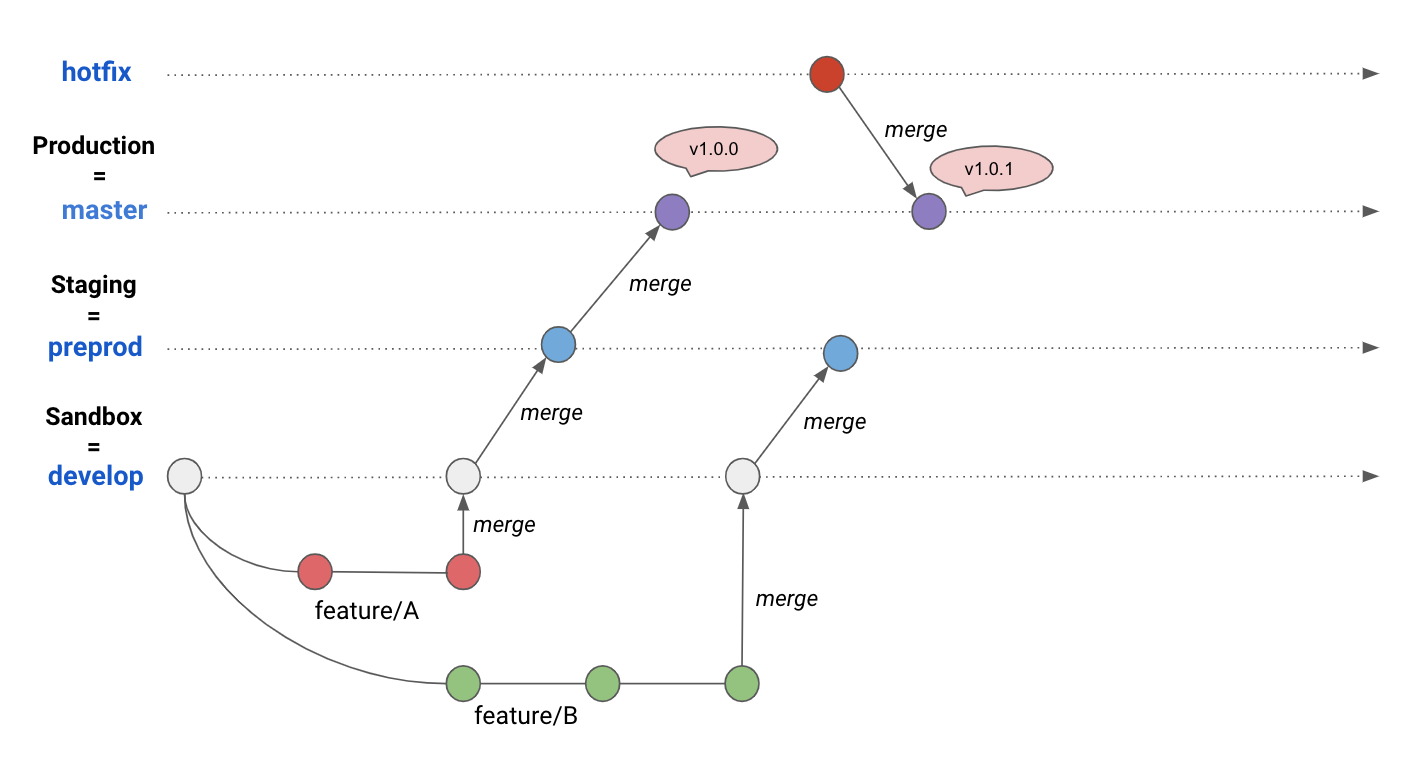 hotfix
merge
Production
=
master
v1.0.0
v1.0.1
merge
Staging
=
preprod
merge
merge
Sandbox
=
develop
merge
merge
feature/A
feature/B